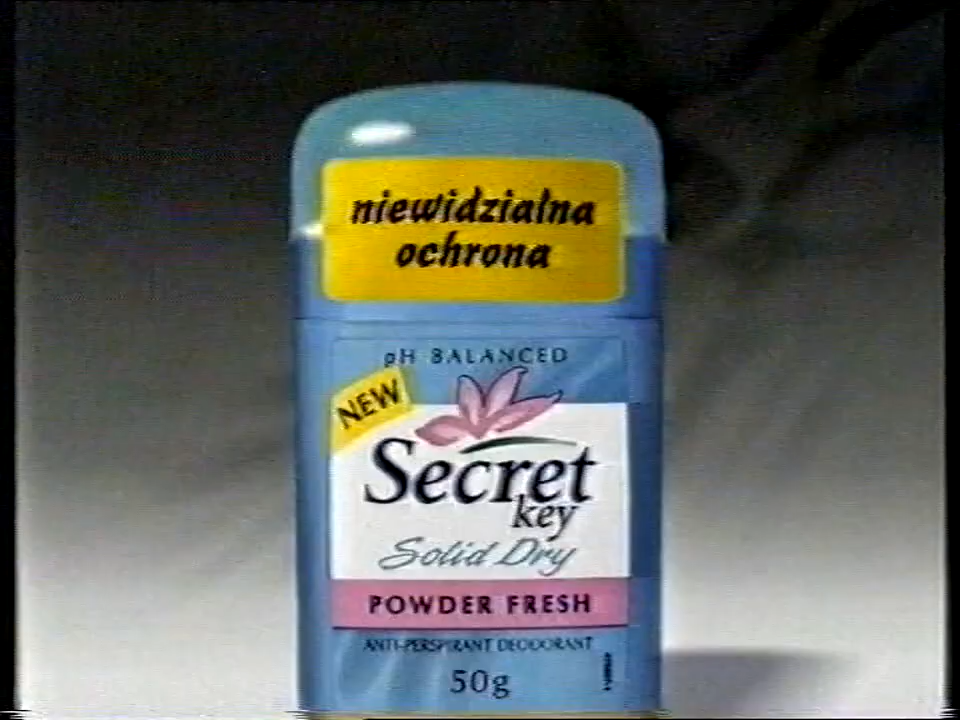 niewidzialna
ochrona
pH BALANCED
NEW
Secret
key
Solid Dry
POWDER FRESH
ANTI-PERSPIRANT DEODORANT
50g